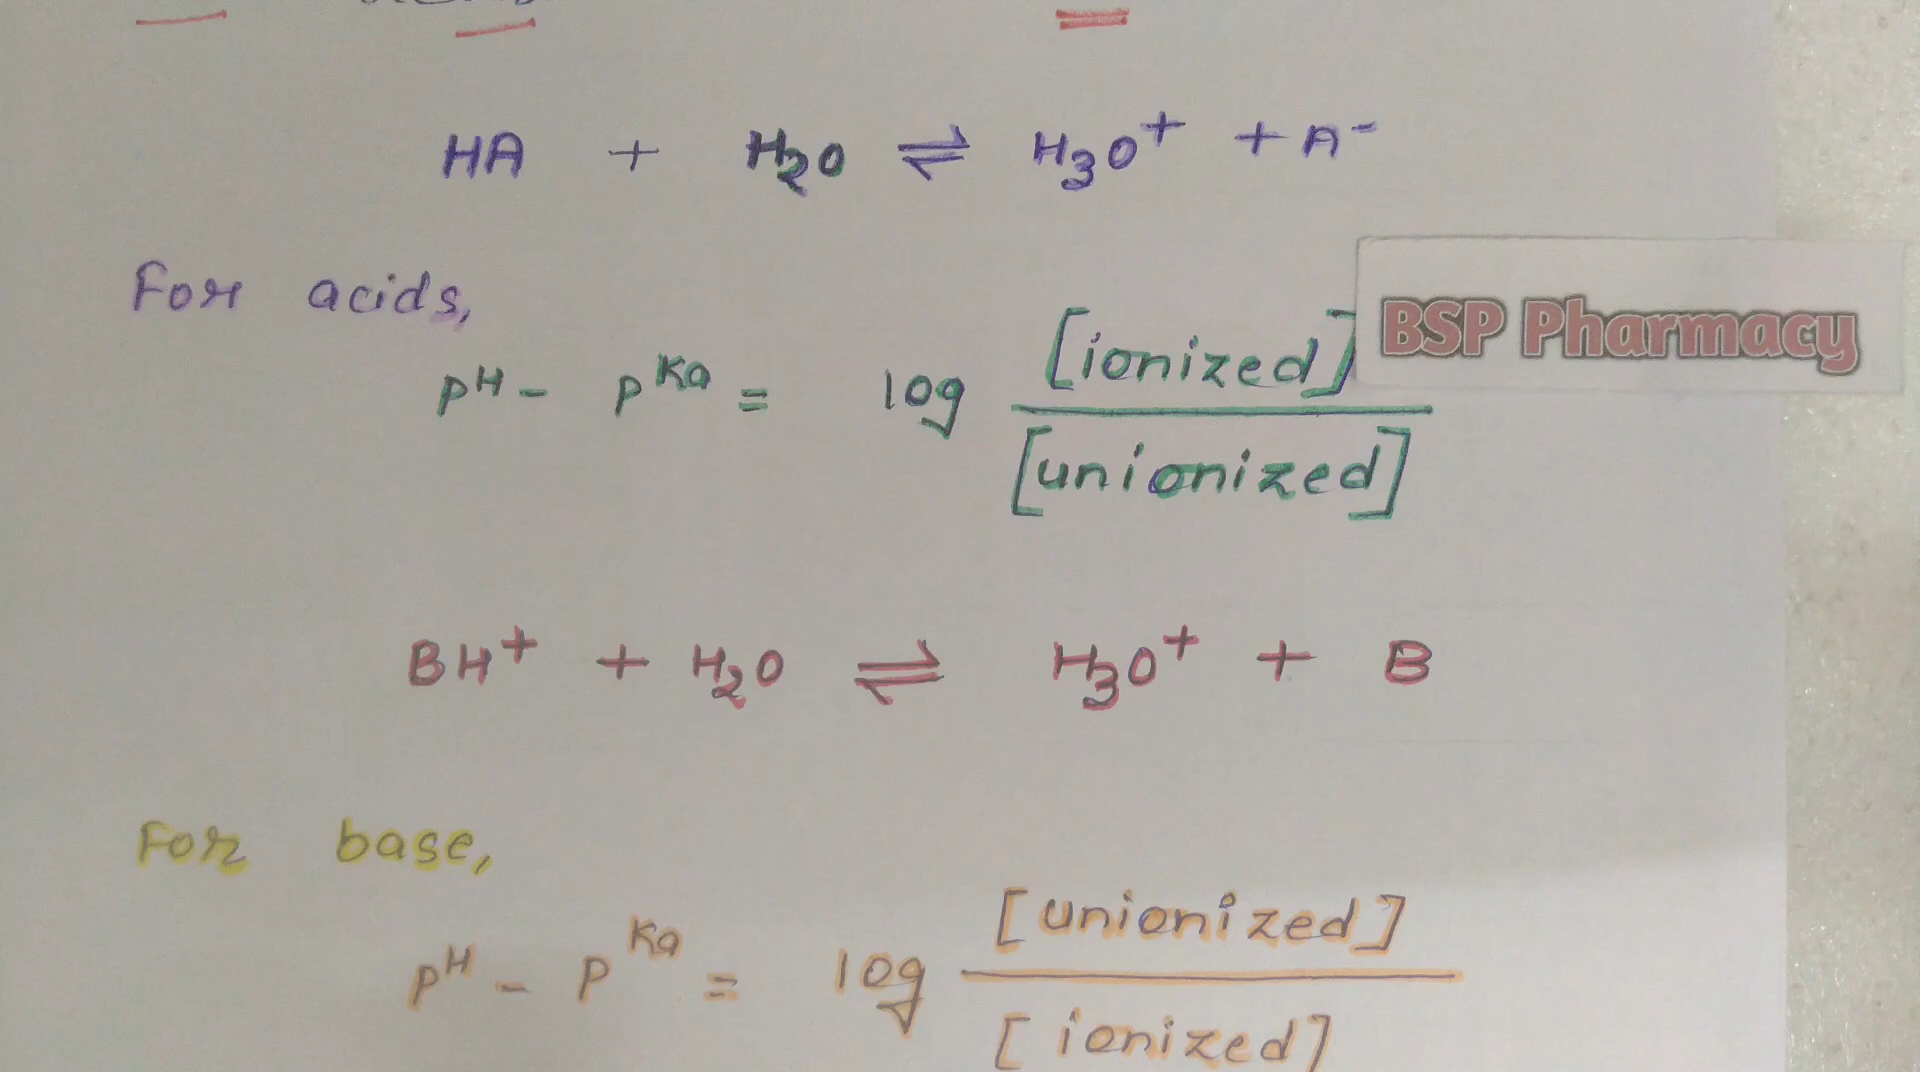 HA + H₂O ⇌ H₃O⁺ + A⁻
For acids,
pH - pKa = log [ionized] / [unionized]
BSP Pharmacy
BH⁺ + H₂O ⇌ H₃O⁺ + B
For base,
pH - pKa = log [unionized] / [ionized]